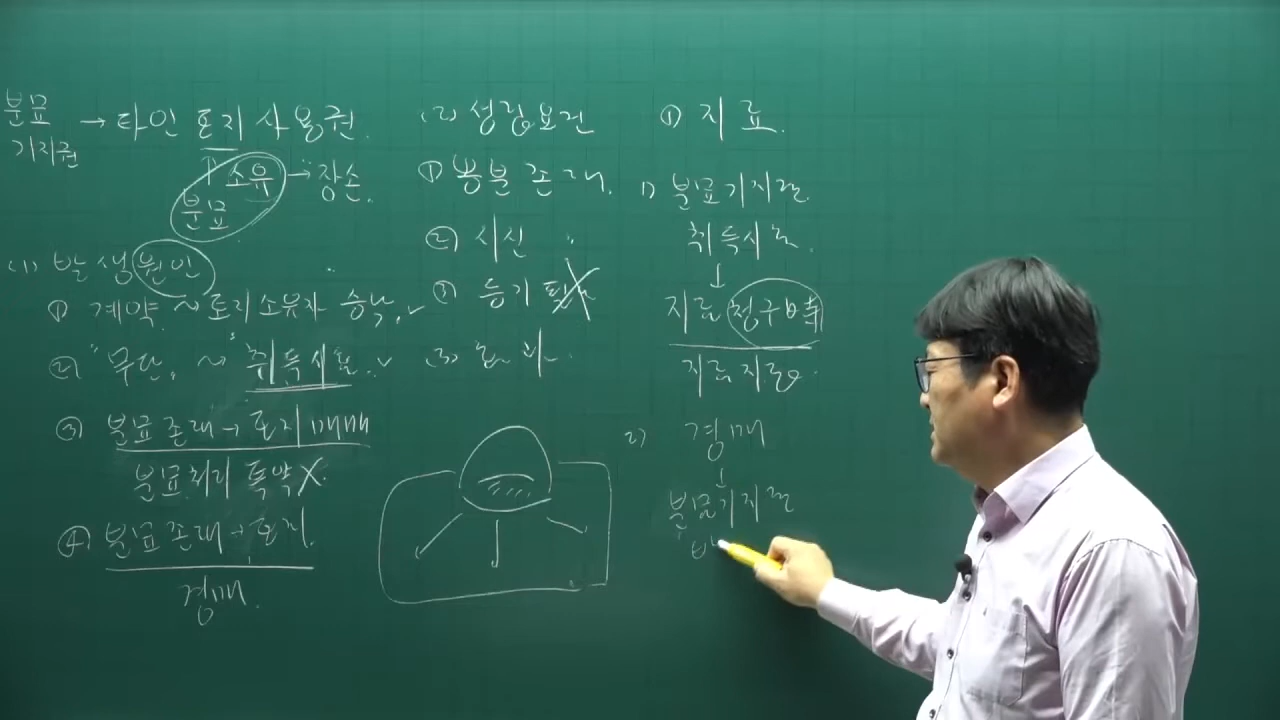 분묘
기지권
→ 타인 토지 사용권.
↑ 소유 → 장손.
분묘
(1) 발생원인
① 계약. ~ 토지소유자 승낙.
② "무단. ~ 취득시효.
③ 분묘존재 → 토지매매
분묘처리 특약 X.
④ 분묘존재 → 토지.
경매.
(2) 성립요건
① 봉분 존재.
② 시신
③ 등기
(3) 효과.
① 지료.
1) 분묘기지권.
취득시효.
↓
지료청구時
지료지급.
2) 경매
↓
분묘기지권